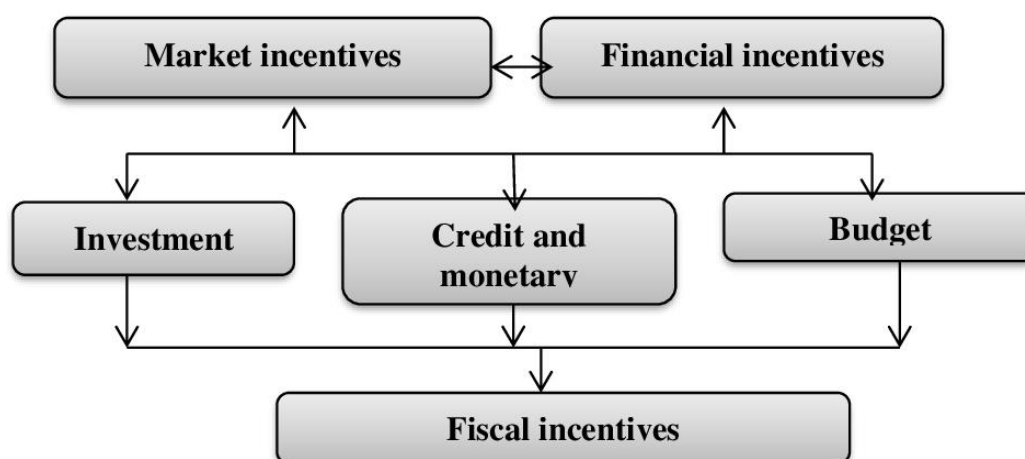 Market incentives
Financial incentives
Investment
Credit and
monetary
Budget
Fiscal incentives